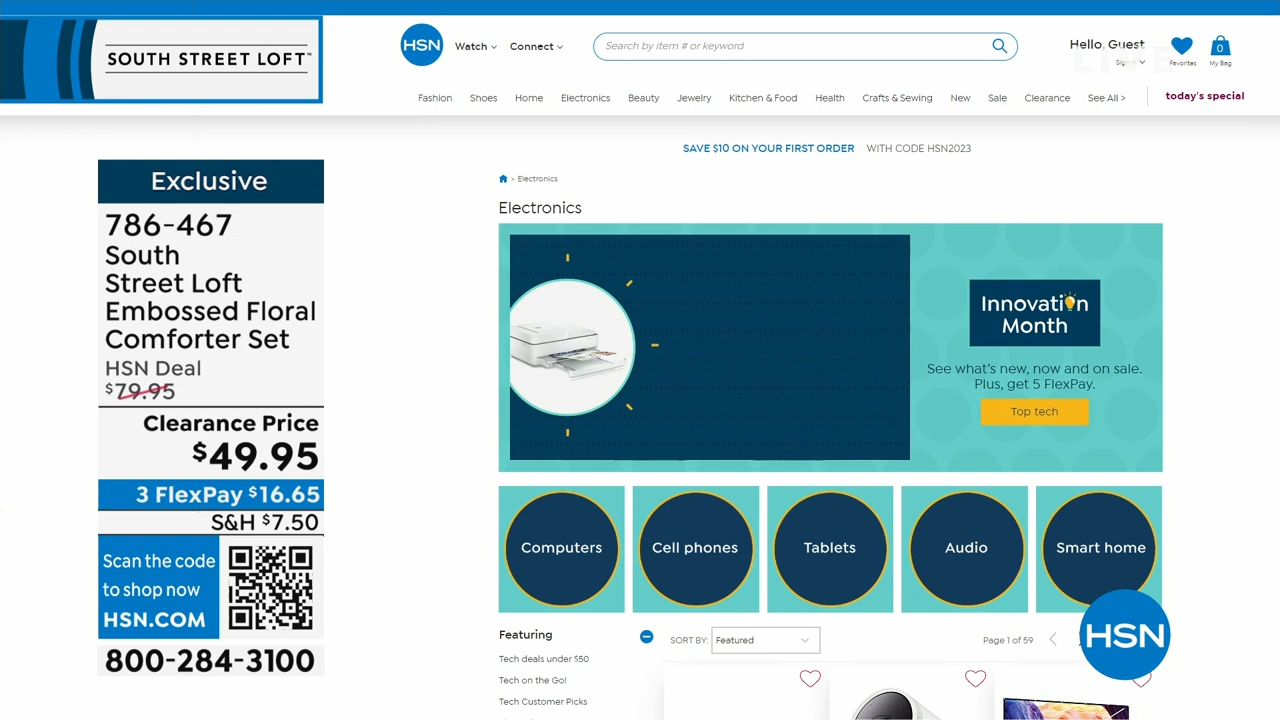 SOUTH STREET LOFT™
HSN
Watch
Connect
Search by item # or keyword
Hello, Guest
Sign In
LIVE
Favorites
0
My Bag
Fashion
Shoes
Home
Electronics
Beauty
Jewelry
Kitchen & Food
Health
Crafts & Sewing
New
Sale
Clearance
See All >
today's special
SAVE $10 ON YOUR FIRST ORDER WITH CODE HSN2023
> Electronics
Electronics
Exclusive
786-467
South
Street Loft
Embossed Floral
Comforter Set
HSN Deal
$79.95
Clearance Price
$49.95
3 FlexPay $16.65
S&H $7.50
Scan the code
to shop now
HSN.COM
800-284-3100
Innovation
Month
See what's new, now and on sale.
Plus, get 5 FlexPay.
Top tech
Computers
Cell phones
Tablets
Audio
Smart home
Featuring
Tech deals under $50
Tech on the Go!
Tech Customer Picks
SORT BY: Featured
Page 1 of 59
HSN